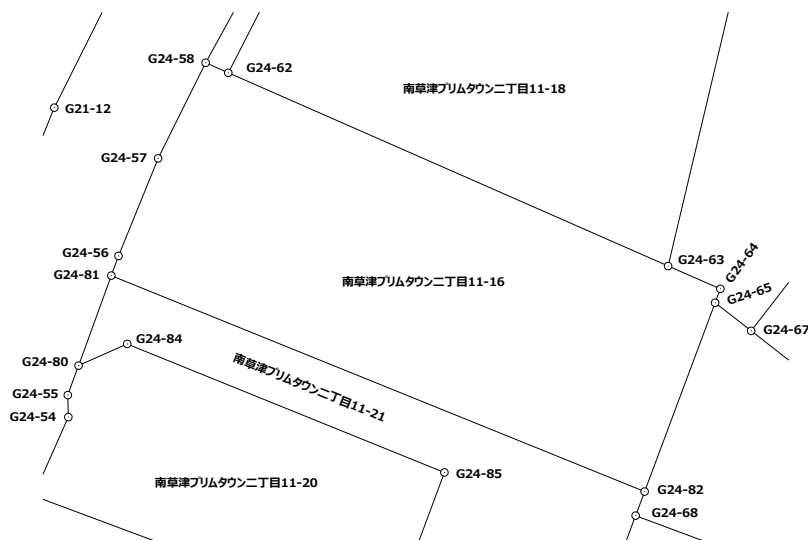 G24-58
G24-62
南草津プリムタウン二丁目11-18
G21-12
G24-57
G24-56
G24-81
G24-63
G24-64
G24-65
南草津プリムタウン二丁目11-16
G24-67
G24-84
G24-80
南草津プリムタウン二丁目11-21
G24-55
G24-54
G24-85
南草津プリムタウン二丁目11-20
G24-82
G24-68